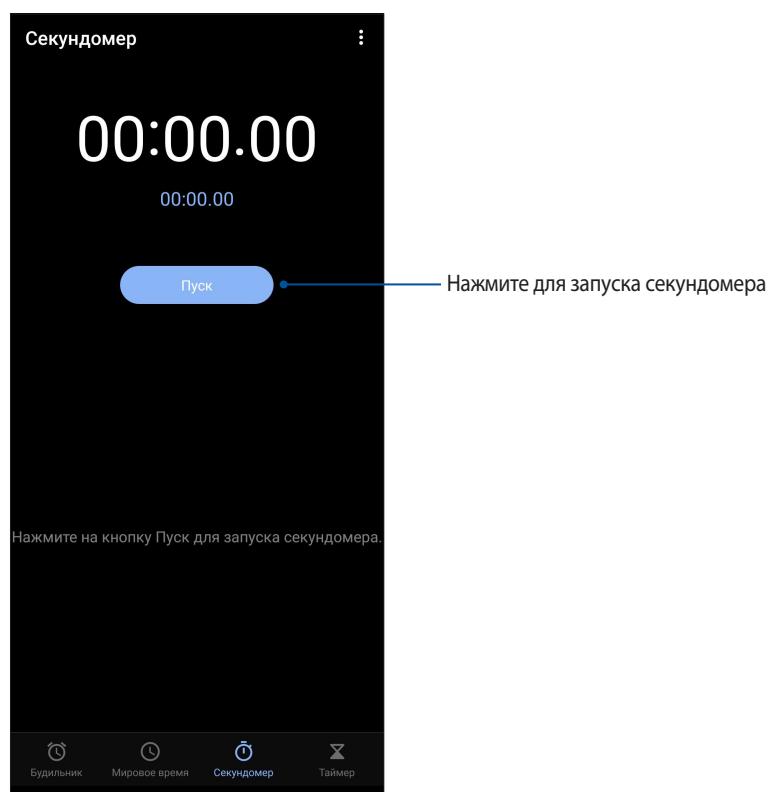 Секундомер
00:00.00
00:00.00
Пуск
Нажмите для запуска секундомера
Нажмите на кнопку Пуск для запуска секундомера.
Будильник Мировое время Секундомер Таймер